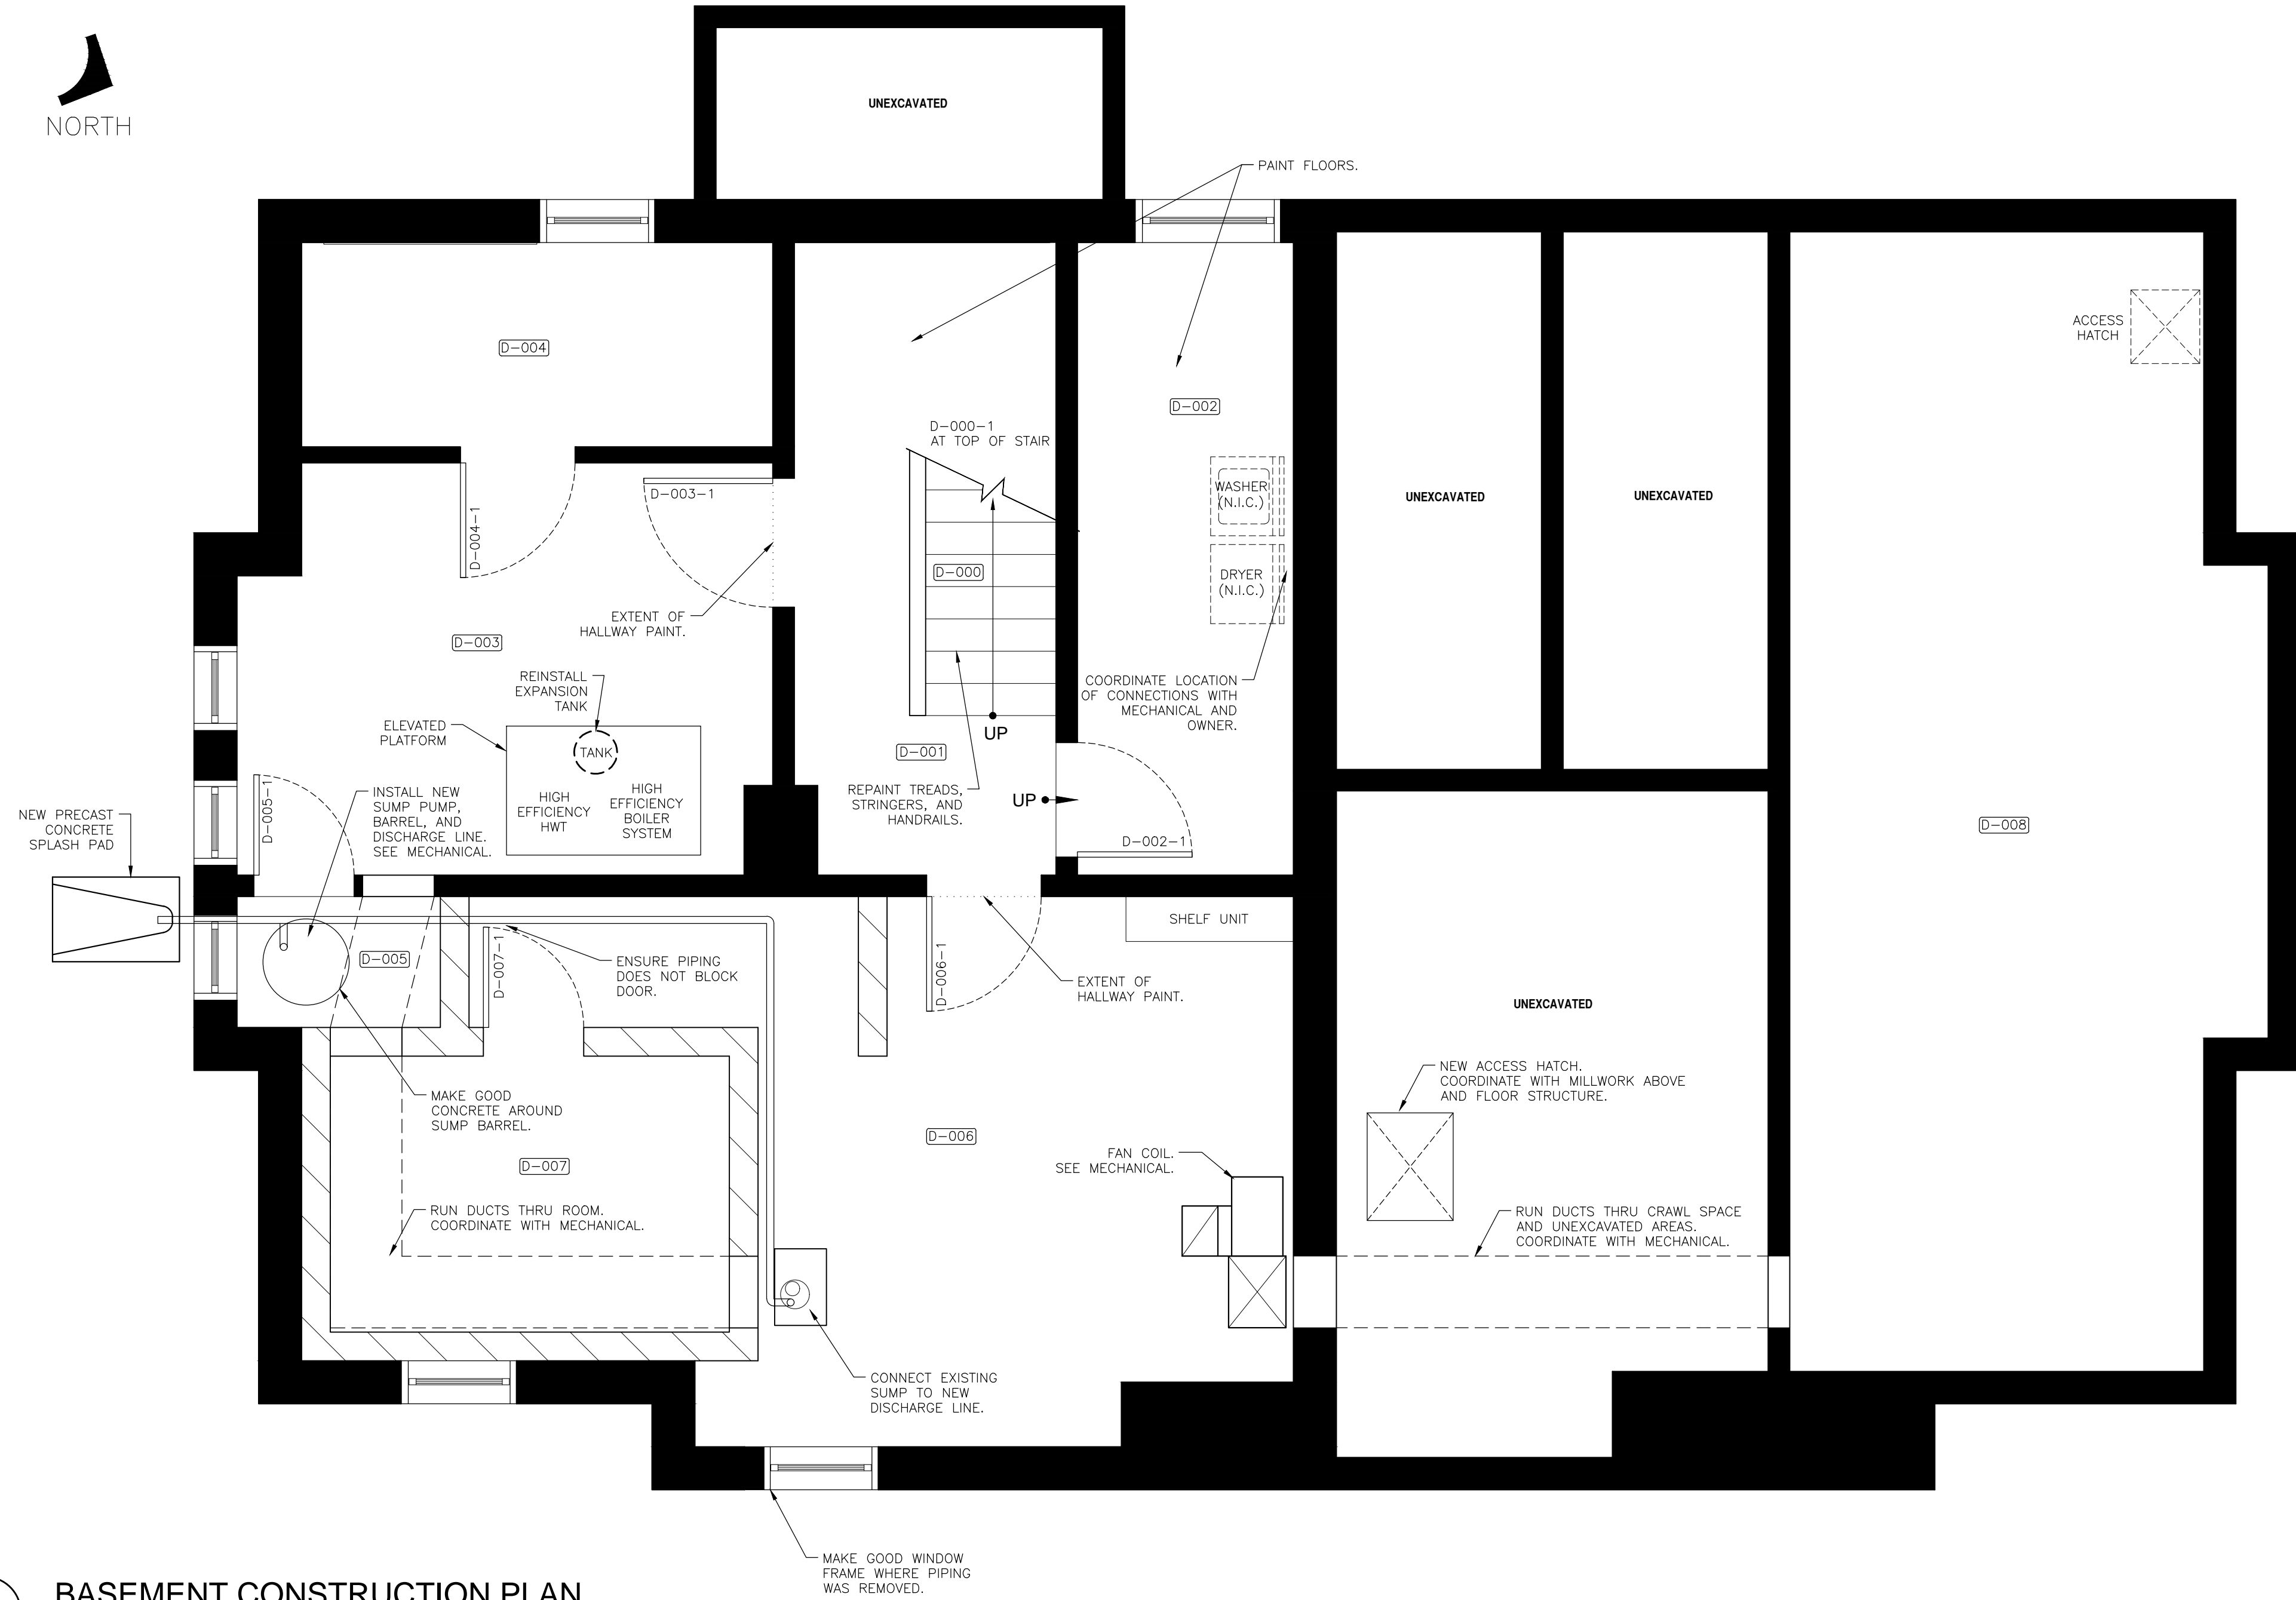 NORTH
UNEXCAVATED
PAINT FLOORS.
D-004
D-002
ACCESS
HATCH
D-000-1
AT TOP OF STAIR
D-003-1
D-004-1
WASHER
(N.I.C.)
UNEXCAVATED
UNEXCAVATED
D-000
DRYER
(N.I.C.)
EXTENT OF
HALLWAY PAINT.
D-003
REINSTALL
EXPANSION
TANK
COORDINATE LOCATION
OF CONNECTIONS WITH
MECHANICAL AND
OWNER.
ELEVATED
PLATFORM
TANK
UP
D-001
HIGH
EFFICIENCY
HWT
HIGH
EFFICIENCY
BOILER
SYSTEM
REPAINT TREADS,
STRINGERS, AND
HANDRAILS.
UP
D-002-1
D-008
NEW PRECAST
CONCRETE
SPLASH PAD
D-005-1
INSTALL NEW
SUMP PUMP,
BARREL, AND
DISCHARGE LINE.
SEE MECHANICAL.
SHELF UNIT
D-005
D-007-1
ENSURE PIPING
DOES NOT BLOCK
DOOR.
D-006-1
EXTENT OF
HALLWAY PAINT.
UNEXCAVATED
MAKE GOOD
CONCRETE AROUND
SUMP BARREL.
NEW ACCESS HATCH.
COORDINATE WITH MILLWORK ABOVE
AND FLOOR STRUCTURE.
D-006
D-007
FAN COIL.
SEE MECHANICAL.
RUN DUCTS THRU ROOM.
COORDINATE WITH MECHANICAL.
RUN DUCTS THRU CRAWL SPACE
AND UNEXCAVATED AREAS.
COORDINATE WITH MECHANICAL.
CONNECT EXISTING
SUMP TO NEW
DISCHARGE LINE.
MAKE GOOD WINDOW
FRAME WHERE PIPING
WAS REMOVED.
BASEMENT CONSTRUCTION PLAN